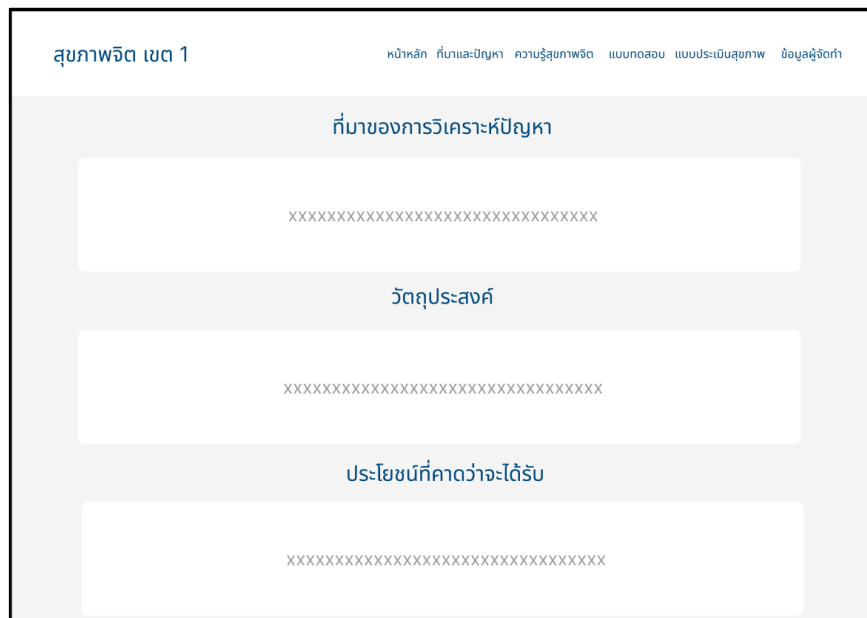 สุขภาพจิต เขต 1
หน้าหลัก ที่มาและปัญหา ความรู้สุขภาพจิต แบบทดสอบ แบบประเมินสุขภาพ ข้อมูลผู้จัดทำ
ที่มาของการวิเคราะห์ปัญหา
xxxxxxxxxxxxxxxxxxxxxxxxxxxxxxxx
วัตถุประสงค์
xxxxxxxxxxxxxxxxxxxxxxxxxxxxxxxxx
ประโยชน์ที่คาดว่าจะได้รับ
xxxxxxxxxxxxxxxxxxxxxxxxxxxxxxxxx